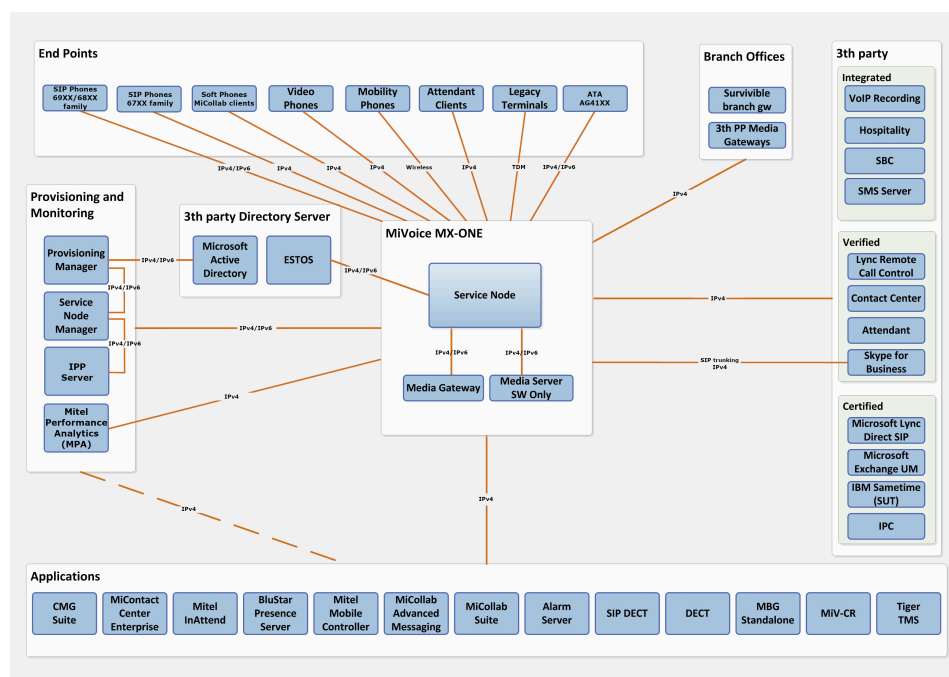 End Points
SIP Phones
69XX/68XX
family
SIP Phones
67XX family
Soft Phones
MiCollab clients
Video
Phones
Mobility
Phones
Attendant
Clients
Legacy
Terminals
ATA
AG41XX
IPv4/IPv6
IPv4
IPv4
IPv4
Wireless
IPv4
TDM
IPv4/IPv6
Branch Offices
Survivible
branch gw
3th PP Media
Gateways
IPv4
3th party
Integrated
VoIP Recording
Hospitality
SBC
SMS Server
Verified
Lync Remote
Call Control
Contact Center
Attendant
Skype for
Business
Certified
Microsoft Lync
Direct SIP
Microsoft
Exchange UM
IBM Sametime
(SUT)
IPC
Provisioning and
Monitoring
Provisioning
Manager
IPv4/IPv6
Service
Node
Manager
IPv4/IPv6
IPP
Server
Mitel
Performance
Analytics
(MPA)
IPv4/IPv6
3th party Directory Server
Microsoft
Active
Directory
ESTOS
IPv4/IPv6
IPv4/IPv6
IPv4
MiVoice MX-ONE
Service Node
IPv4/IPv6
IPv4/IPv6
Media Gateway
Media Server
SW Only
IPv4
SIP trunking
IPv4
IPv4
IPv4
Applications
CMG
Suite
MiContact
Center
Enterprise
Mitel
InAttend
BluStar
Presence
Server
Mitel
Mobile
Controller
MiCollab
Advanced
Messaging
MiCollab
Suite
Alarm
Server
SIP DECT
DECT
MBG
Standalone
MiV-CR
Tiger
TMS